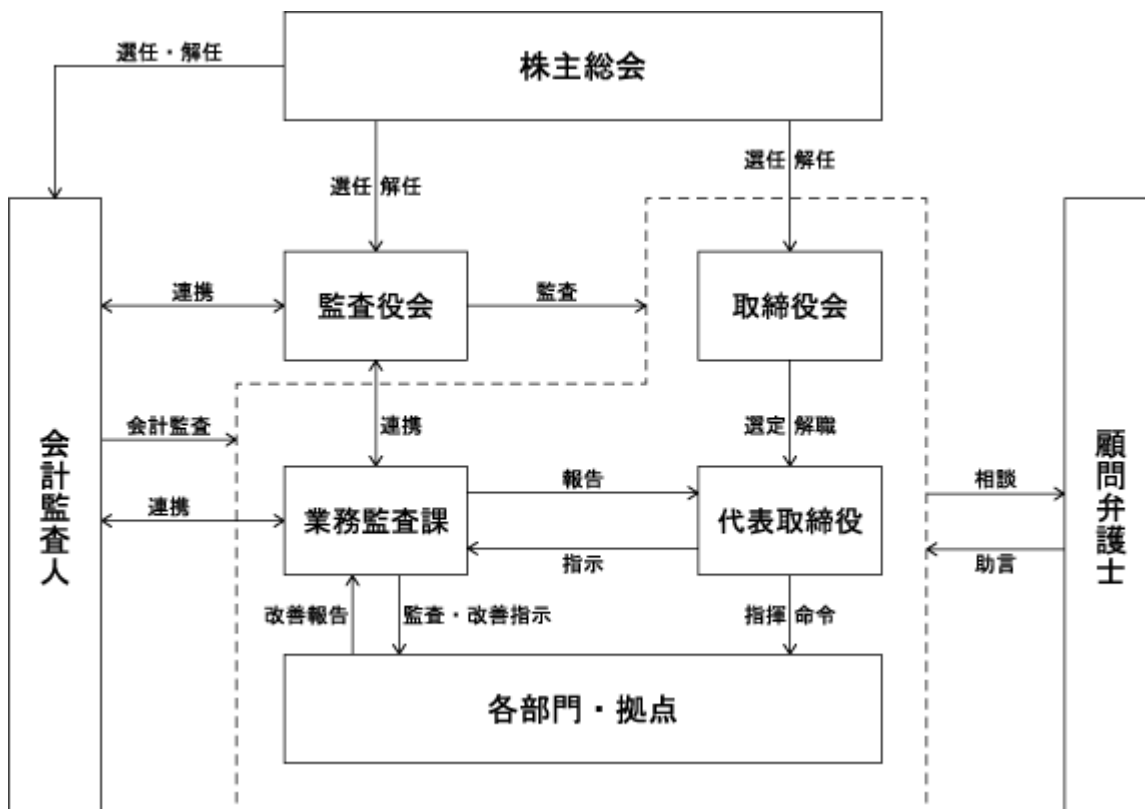 選任・解任
株主総会
選任 解任
選任 解任
連携
監査役会
監査
取締役会
会計監査人
会計監査
連携
選定 解職
顧問弁護士
連携
業務監査課
報告
指示
代表取締役
相談
助言
改善報告
監査・改善指示
指揮 命令
各部門・拠点